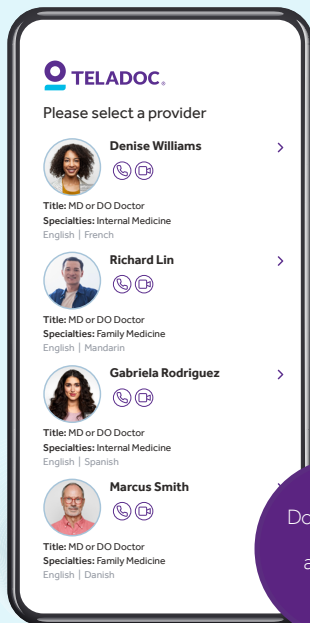 TELADOC®
Please select a provider
Denise Williams
Title: MD or DO Doctor
Specialties: Internal Medicine
English | French
Richard Lin
Title: MD or DO Doctor
Specialties: Family Medicine
English | Mandarin
Gabriela Rodriguez
Title: MD or DO Doctor
Specialties: Internal Medicine
English | Spanish
Marcus Smith
Title: MD or DO Doctor
Specialties: Family Medicine
English | Danish